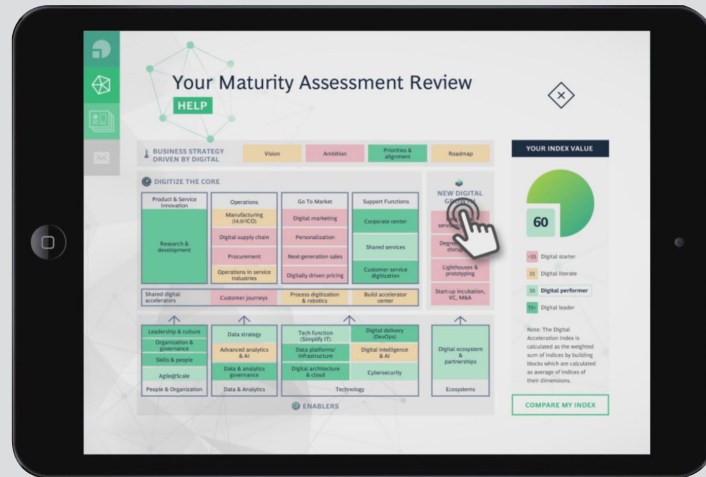 Your Maturity Assessment Review
HELP
BUSINESS STRATEGY
DRIVEN BY DIGITAL
Vision
Ambition
Priorities &
alignment
Roadmap
DIGITIZE THE CORE
Product & Service
Innovation
Research &
development
Operations
Manufacturing
(I4.0/ICO)
Digital supply chain
Procurement
Operations in service
industries
Go To Market
Digital marketing
Personalization
Next-generation sales
Digitally driven pricing
Support Functions
Corporate center
Shared services
Customer service
digitization
Shared digital
accelerators
Customer journeys
Process digitization
& robotics
Build accelerator
center
NEW DIGITAL
Lighthouses &
prototyping
Start-up incubation,
VC, M&A
Leadership & culture
Organization &
governance
Skills & people
Agile@Scale
People & Organization
Data strategy
Advanced analytics
& AI
Data & analytics
governance
Data & Analytics
Tech function
(Simplify IT)
Data platforms/
infrastructure
Digital architecture
& cloud
Digital delivery
(DevOps)
Digital intelligence
& AI
Cybersecurity
Technology
Digital ecosystem
&
partnerships
Ecosystems
ENABLERS
YOUR INDEX VALUE
60
Digital starter
Digital literate
Digital performer
Digital leader
Note: The Digital
Acceleration Index is
calculated as the weighted
sum of indices by building
blocks which are calculated
as average of indices of
their dimensions.
COMPARE MY INDEX